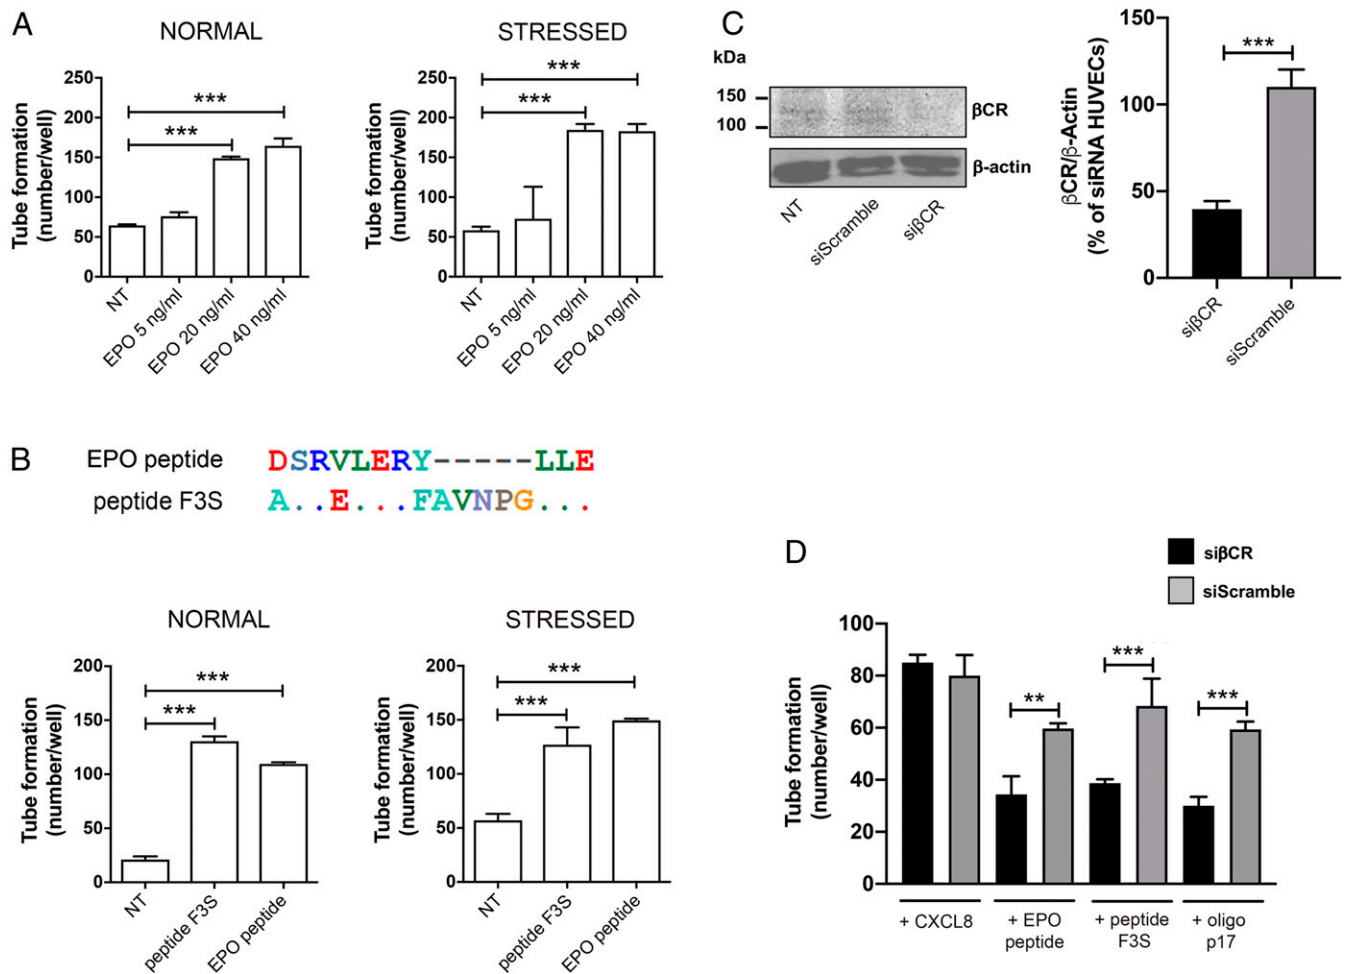 A
NORMAL
Tube formation
(number/well)
250
200
150
100
50
0
***
***
NT
EPO 5 ng/ml
EPO 20 ng/ml
EPO 40 ng/ml
STRESSED
Tube formation
(number/well)
250
200
150
100
50
0
***
***
NT
EPO 5 ng/ml
EPO 20 ng/ml
EPO 40 ng/ml
B
EPO peptide DSRVLERY-----LLE
peptide F3S A..E...FAVNPG...
NORMAL
Tube formation
(number/well)
200
150
100
50
0
***
***
NT
peptide F3S
EPO peptide
STRESSED
Tube formation
(number/well)
200
150
100
50
0
***
***
NT
peptide F3S
EPO peptide
C
kDa
150
100
βCR
β-actin
NT
siScramble
siβCR
βCR/β-Actin
(% of siRNA HUVECs)
150
100
50
0
***
siβCR
siScramble
D
siβCR
siScramble
Tube formation
(number/well)
100
80
60
40
20
0
**
***
***
+ CXCL8
+ EPO
peptide
+ peptide
F3S
+ oligo
p17